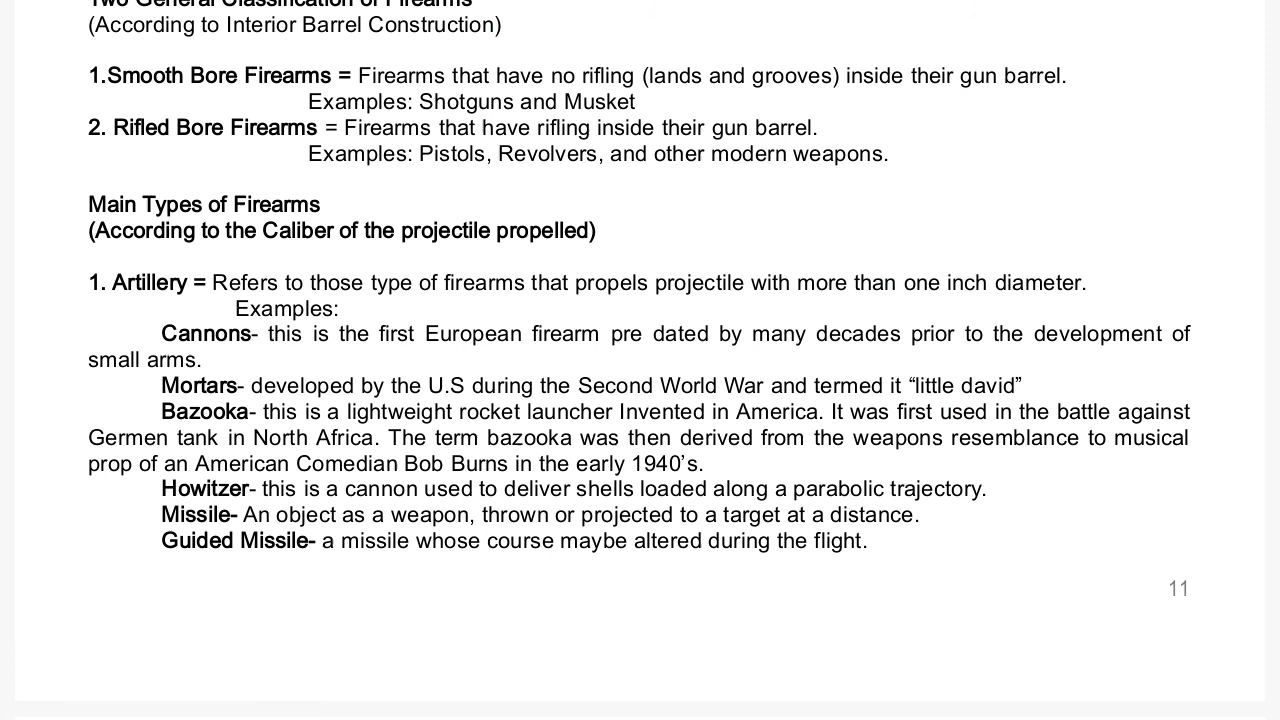 Two General Classification of Firearms
(According to Interior Barrel Construction)
1.Smooth Bore Firearms = Firearms that have no rifling (lands and grooves) inside their gun barrel.
Examples: Shotguns and Musket
2. Rifled Bore Firearms = Firearms that have rifling inside their gun barrel.
Examples: Pistols, Revolvers, and other modern weapons.
Main Types of Firearms
(According to the Caliber of the projectile propelled)
1. Artillery = Refers to those type of firearms that propels projectile with more than one inch diameter.
Examples:
Cannons- this is the first European firearm pre dated by many decades prior to the development of
small arms.
Mortars- developed by the U.S during the Second World War and termed it “little david”
Bazooka- this is a lightweight rocket launcher Invented in America. It was first used in the battle against
Germen tank in North Africa. The term bazooka was then derived from the weapons resemblance to musical
prop of an American Comedian Bob Burns in the early 1940’s.
Howitzer- this is a cannon used to deliver shells loaded along a parabolic trajectory.
Missile- An object as a weapon, thrown or projected to a target at a distance.
Guided Missile- a missile whose course maybe altered during the flight.
11